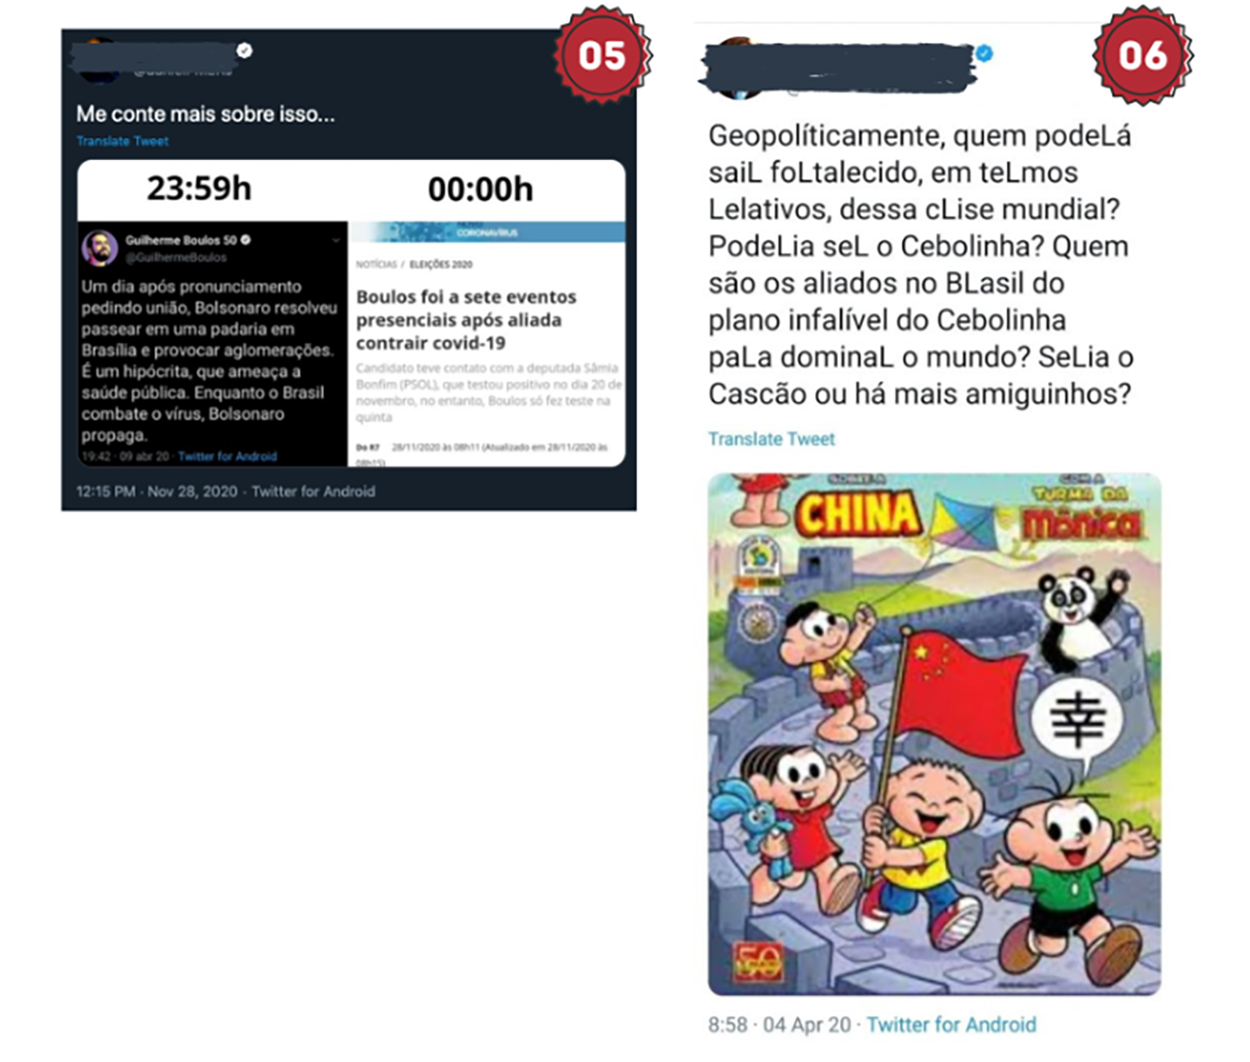 05
Me conte mais sobre isso...
Translate Tweet
23:59h
00:00h
Guilherme Boulos 50
@GuilhermeBoulos
Um dia após pronunciamento
pedindo união, Bolsonaro resolveu
passear em uma padaria em
Brasília e provocar aglomerações.
É um hipócrita, que ameaça a
saúde pública. Enquanto o Brasil
combate o vírus, Bolsonaro
propaga.
19:42 · 09 abr 20 · Twitter for Android
CORONAVÍRUS
NOTÍCIAS / ELEIÇÕES 2020
Boulos foi a sete eventos
presenciais após aliada
contrair covid-19
Candidato teve contato com a deputada Sâmia
Bonfim (PSOL), que testou positivo no dia 20 de
novembro, no entanto, Boulos só fez teste na
quinta
Do R7 28/11/2020 às 08h11 (Atualizado em 28/11/2020 às
08h15)
12:15 PM · Nov 28, 2020 · Twitter for Android
06
Geopolíticamente, quem podeLá
saiL foLtalecido, em teLmos
Lelativos, dessa cLise mundial?
PodeLia seL o Cebolinha? Quem
são os aliados no BLasil do
plano infalível do Cebolinha
paLa dominaL o mundo? SeLia o
Cascão ou há mais amiguinhos?
Translate Tweet
SOBRE A
CHINA
COM A
TURMA DA
Mônica
幸
50
8:58 · 04 Apr 20 · Twitter for Android